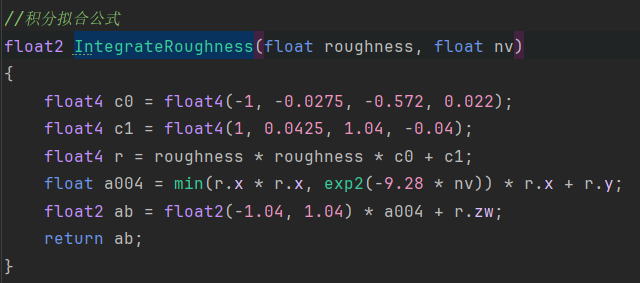 //积分拟合公式
float2 IntegrateRoughness(float roughness, float nv)
{
    float4 c0 = float4(-1, -0.0275, -0.572, 0.022);
    float4 c1 = float4(1, 0.0425, 1.04, -0.04);
    float4 r = roughness * roughness * c0 + c1;
    float a004 = min(r.x * r.x, exp2(-9.28 * nv)) * r.x + r.y;
    float2 ab = float2(-1.04, 1.04) * a004 + r.zw;
    return ab;
}